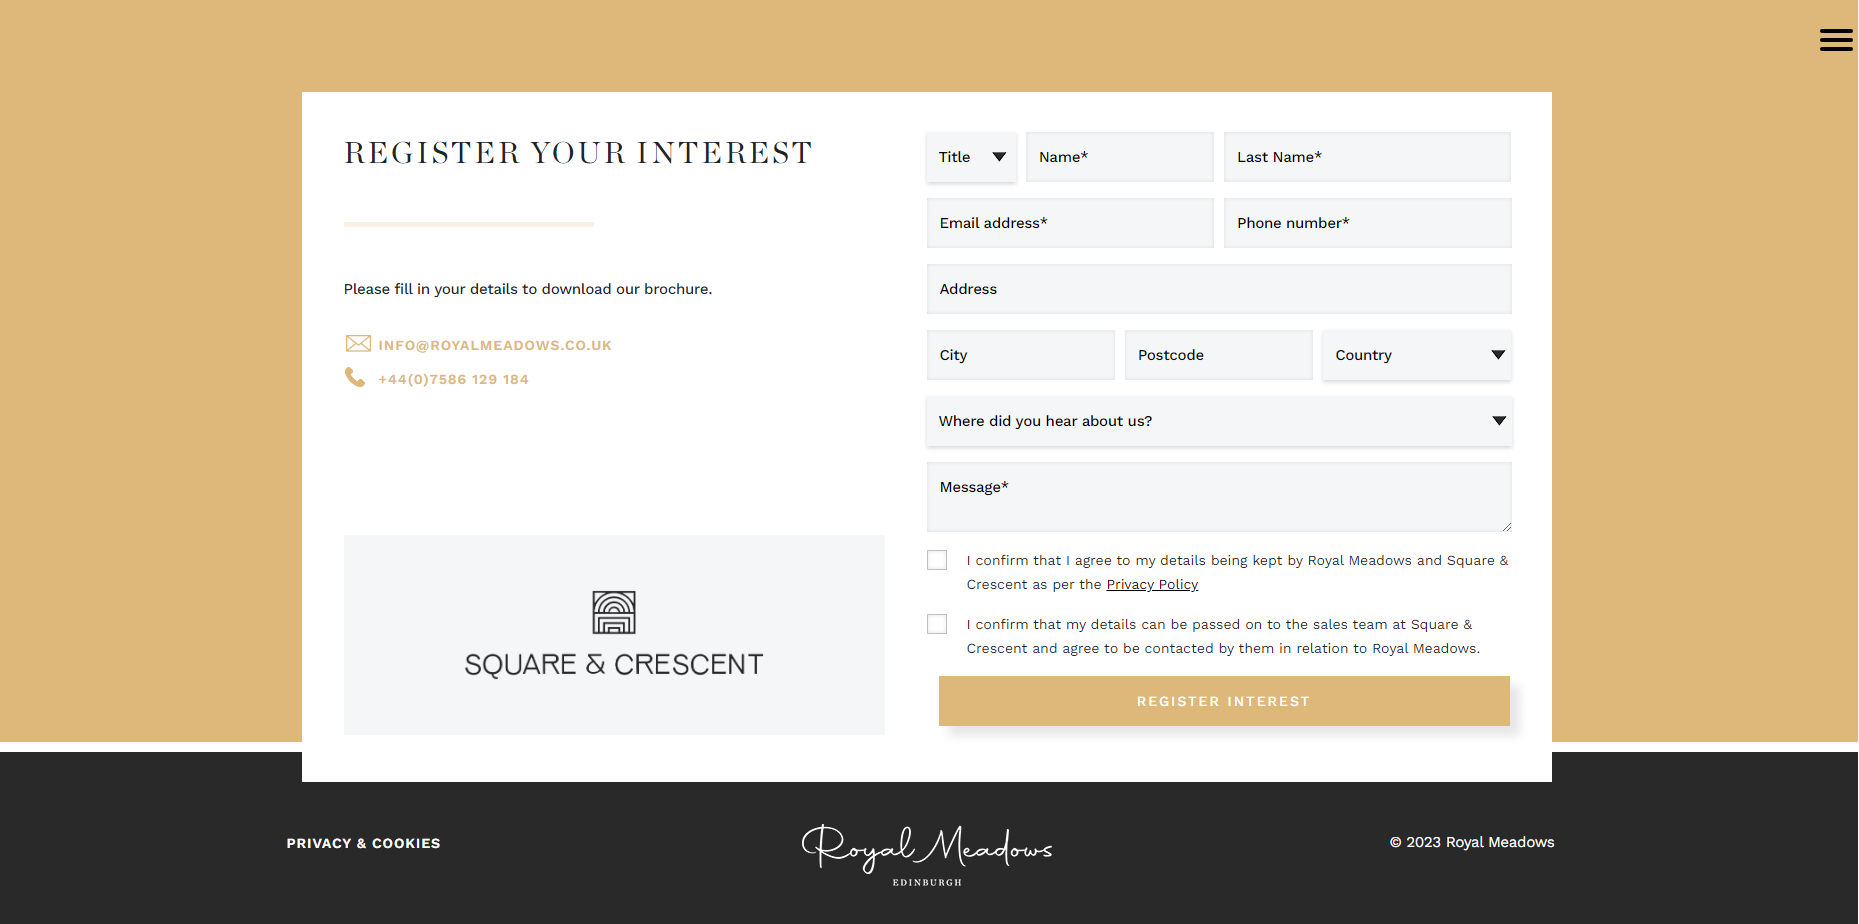 REGISTER YOUR INTEREST
Please fill in your details to download our brochure.
INFO@ROYALMEADOWS.CO.UK
+44(0)7586 129 184
SQUARE & CRESCENT
Title
Name*
Last Name*
Email address*
Phone number*
Address
City
Postcode
Country
Where did you hear about us?
Message*
I confirm that I agree to my details being kept by Royal Meadows and Square &
Crescent as per the Privacy Policy
I confirm that my details can be passed on to the sales team at Square &
Crescent and agree to be contacted by them in relation to Royal Meadows.
REGISTER INTEREST
PRIVACY & COOKIES
Royal Meadows
EDINBURGH
© 2023 Royal Meadows